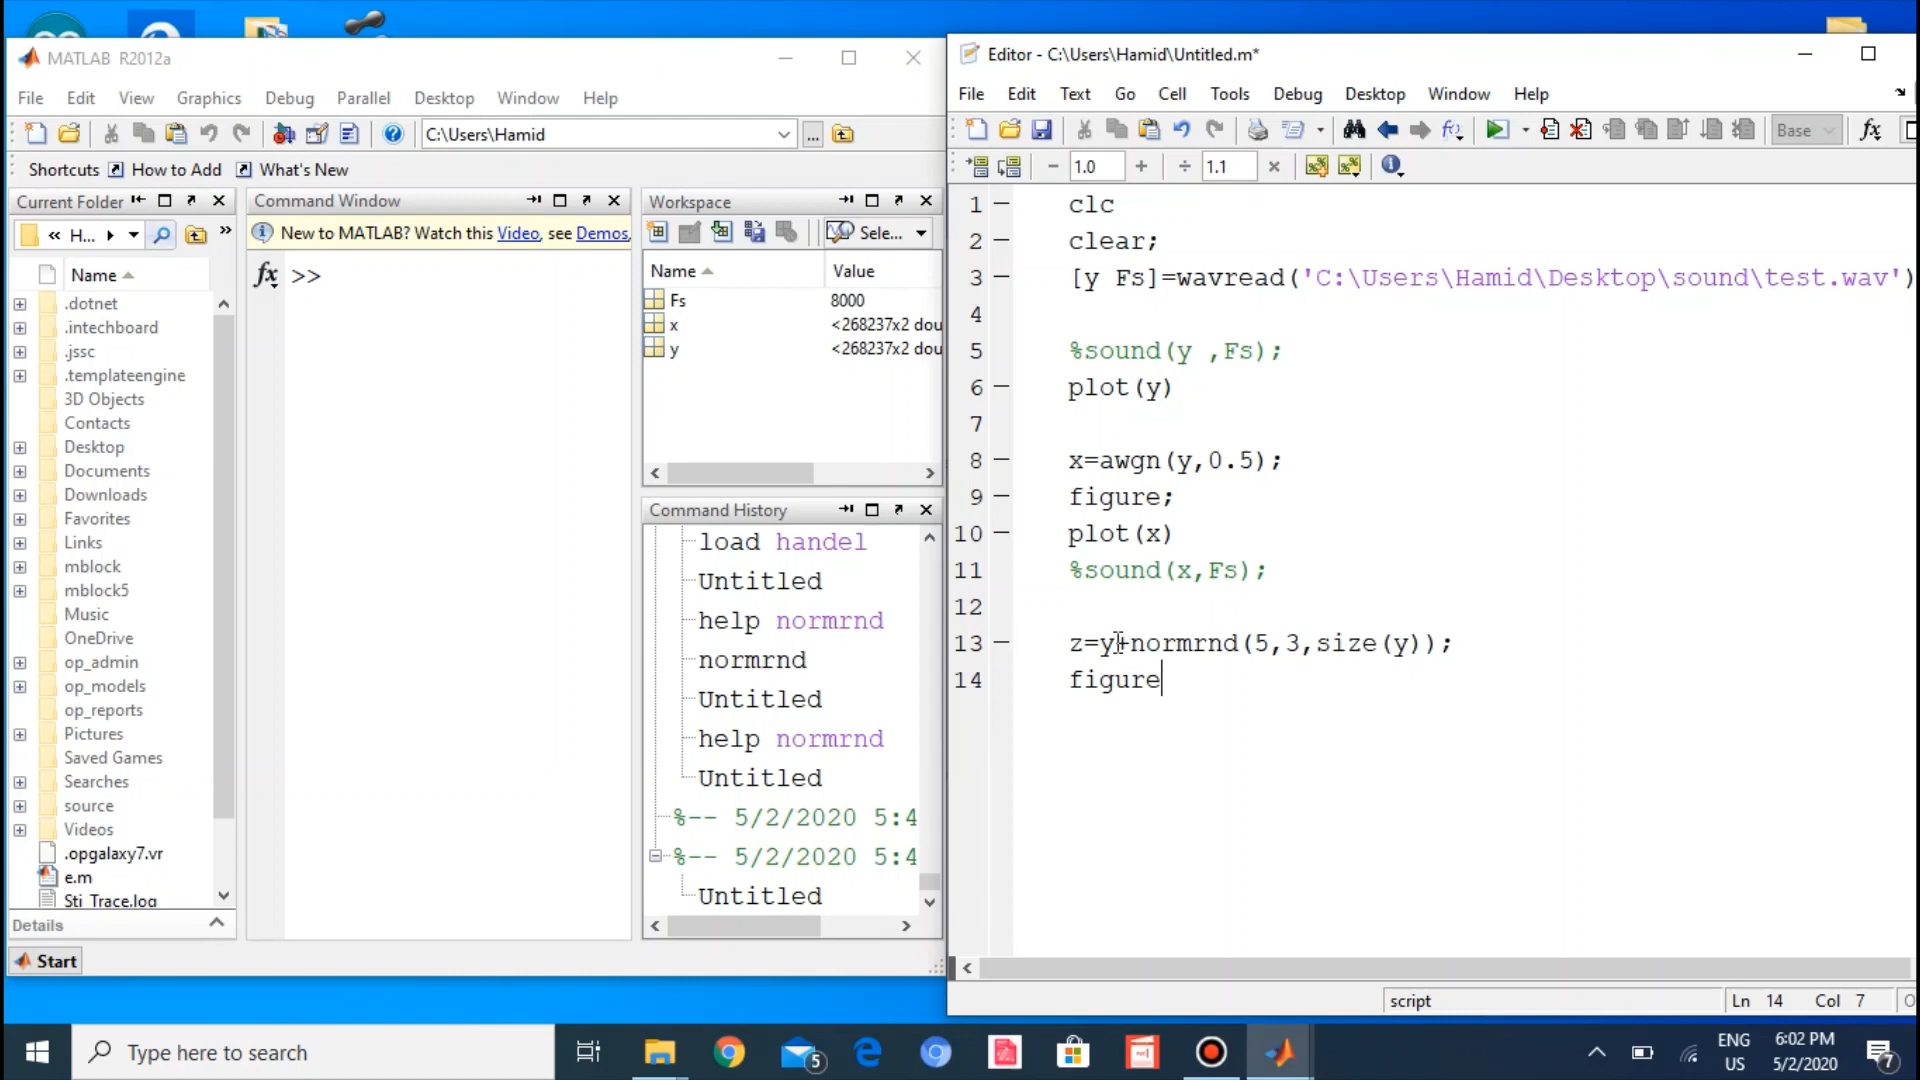 MATLAB R2012a
File Edit View Graphics Debug Parallel Desktop Window Help
C:\Users\Hamid
...
Shortcuts How to Add What's New
Current Folder
« H...
Name
.dotnet
.intechboard
.jssc
.templateengine
3D Objects
Contacts
Desktop
Documents
Downloads
Favorites
Links
mblock
mblock5
Music
OneDrive
op_admin
op_models
op_reports
Pictures
Saved Games
Searches
source
Videos
.opgalaxy7.vr
e.m
Sti_Trace.log
Details
Start
Command Window
New to MATLAB? Watch this Video, see Demos,
fx >>
Workspace
Sele...
Name Value
Fs 8000
x <268237x2 dou
y <268237x2 dou
Command History
load handel
Untitled
help normrnd
normrnd
Untitled
help normrnd
Untitled
%-- 5/2/2020 5:4
%-- 5/2/2020 5:4
Untitled
Editor - C:\Users\Hamid\Untitled.m*
File Edit Text Go Cell Tools Debug Desktop Window Help
Base fx
− 1.0 + ÷ 1.1 ×
1 clc
2 clear;
3 [y Fs]=wavread('C:\Users\Hamid\Desktop\sound\test.wav')
4
5 %sound(y ,Fs);
6 plot(y)
7
8 x=awgn(y,0.5);
9 figure;
10 plot(x)
11 %sound(x,Fs);
12
13 z=y+normrnd(5,3,size(y));
14 figure
script Ln 14 Col 7 O
Type here to search
5
ENG
US
6:02 PM
5/2/2020
7